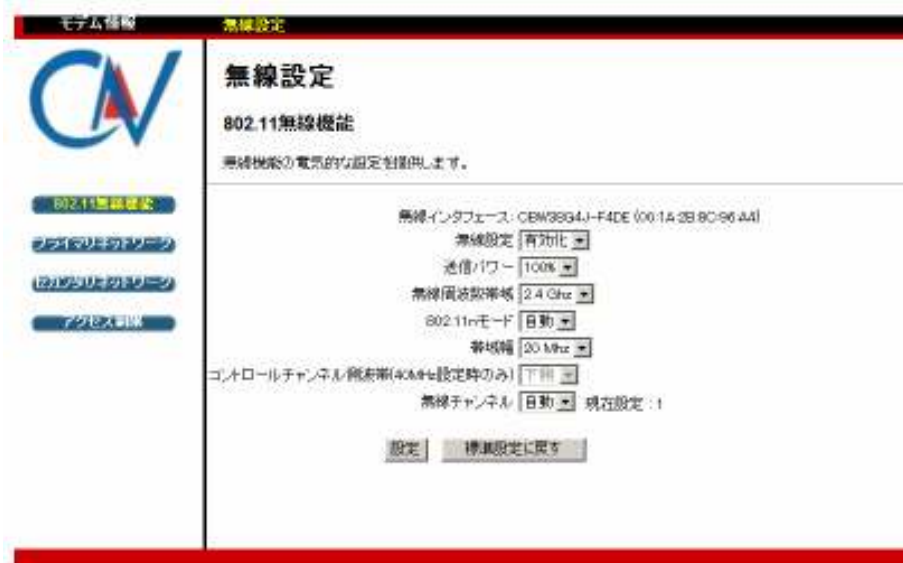 モデム情報 無線設定
CNV
無線設定
802.11無線機能
無線機能の電気的な設定を提供します。
802.11無線機能
プライマリネットワーク
セカンダリネットワーク
アクセス制限
無線インタフェース: CBW38G4J-F4DE (00:1A:2B:8C:96:A4)
無線設定 有効化
送信パワー 100%
無線周波数帯域 2.4 Ghz
802.11nモード 自動
帯域幅 20 Mhz
コントロールチャンネル側波帯(40MHz設定時のみ) 下側
無線チャンネル 自動 現在設定 : 1
設定 標準設定に戻す